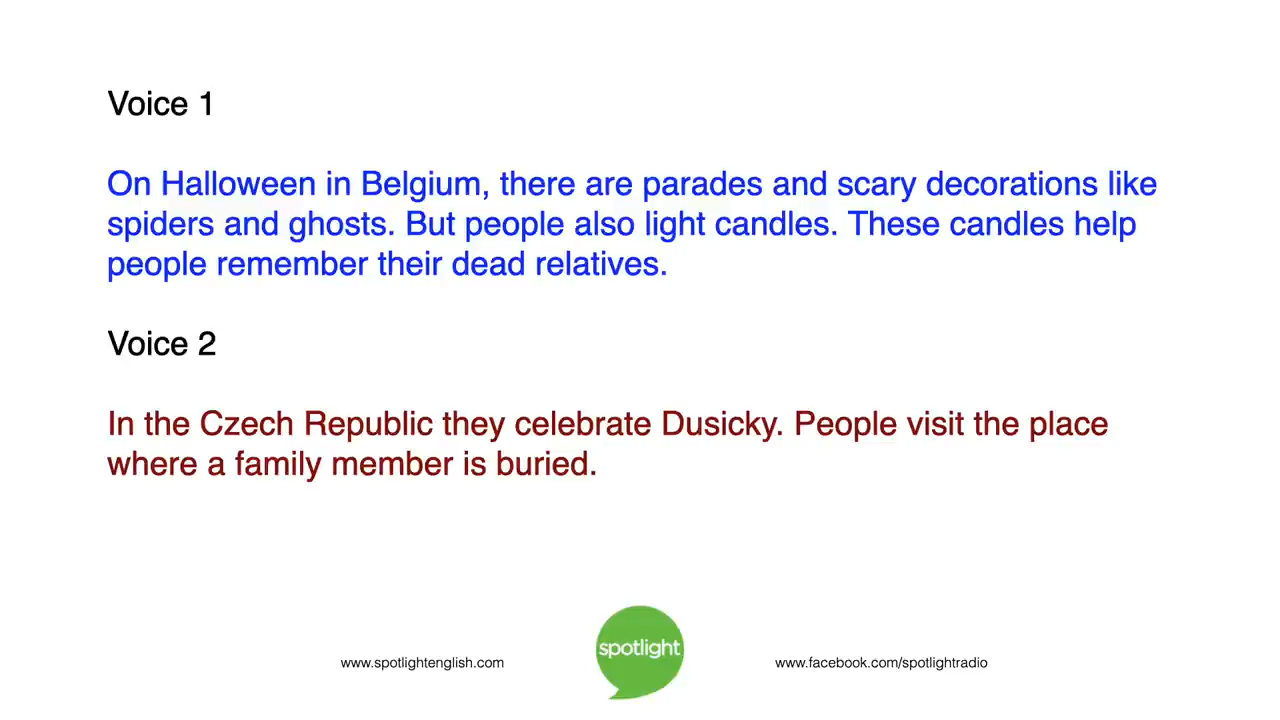 Voice 1
On Halloween in Belgium, there are parades and scary decorations like
spiders and ghosts. But people also light candles. These candles help
people remember their dead relatives.
Voice 2
In the Czech Republic they celebrate Dusicky. People visit the place
where a family member is buried.
spotlight
www.spotlightenglish.com
www.facebook.com/spotlightradio